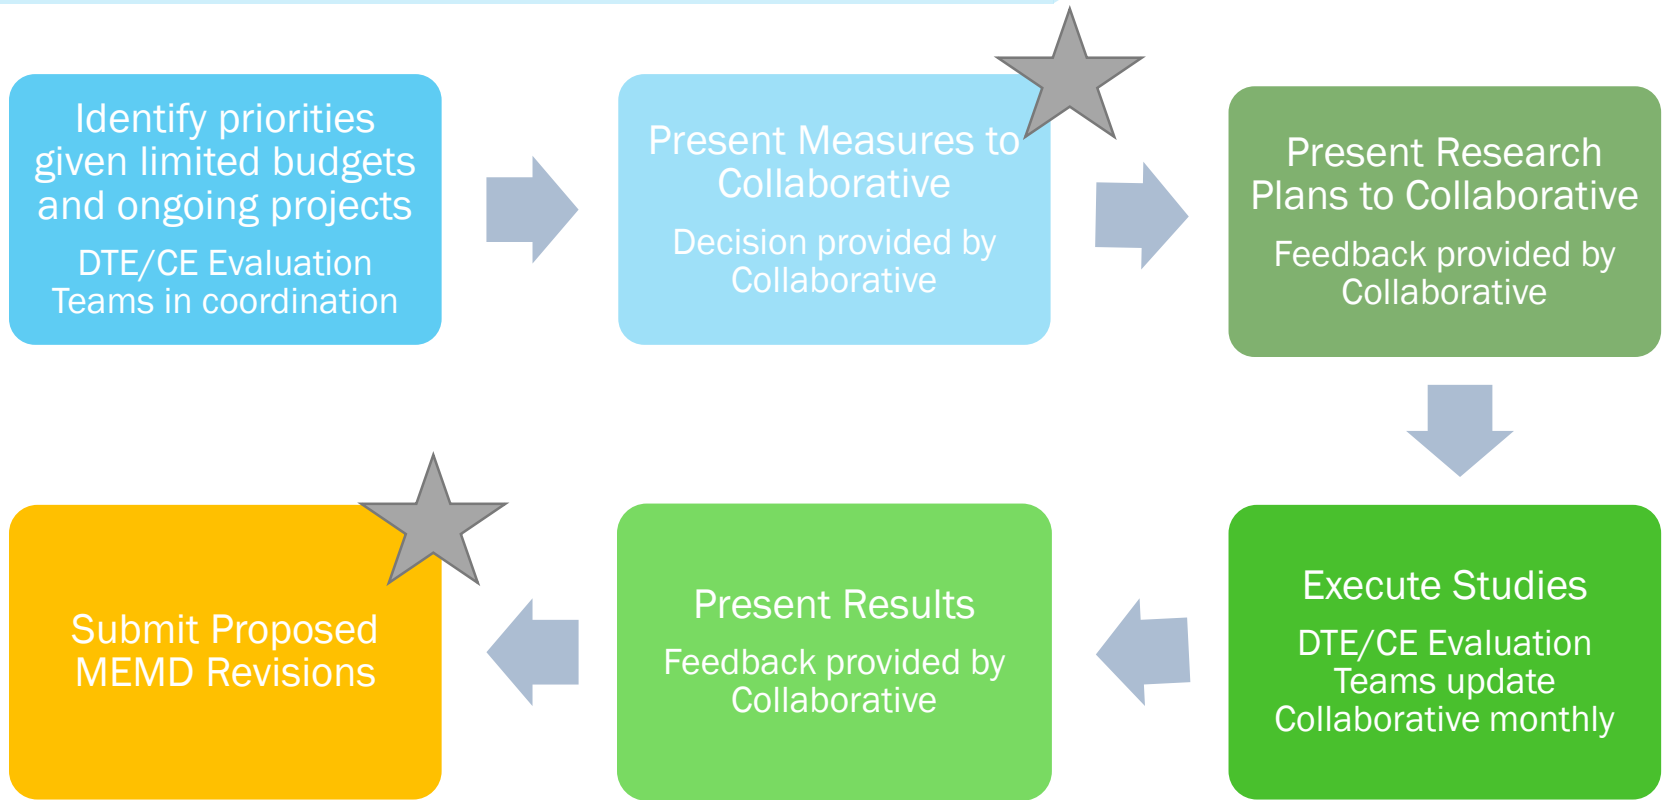 Identify priorities
given limited budgets
and ongoing projects
DTE/CE Evaluation
Teams in coordination
Present Measures to
Collaborative
Decision provided by
Collaborative
Present Research
Plans to Collaborative
Feedback provided by
Collaborative
Execute Studies
DTE/CE Evaluation
Teams update
Collaborative monthly
Present Results
Feedback provided by
Collaborative
Submit Proposed
MEMD Revisions